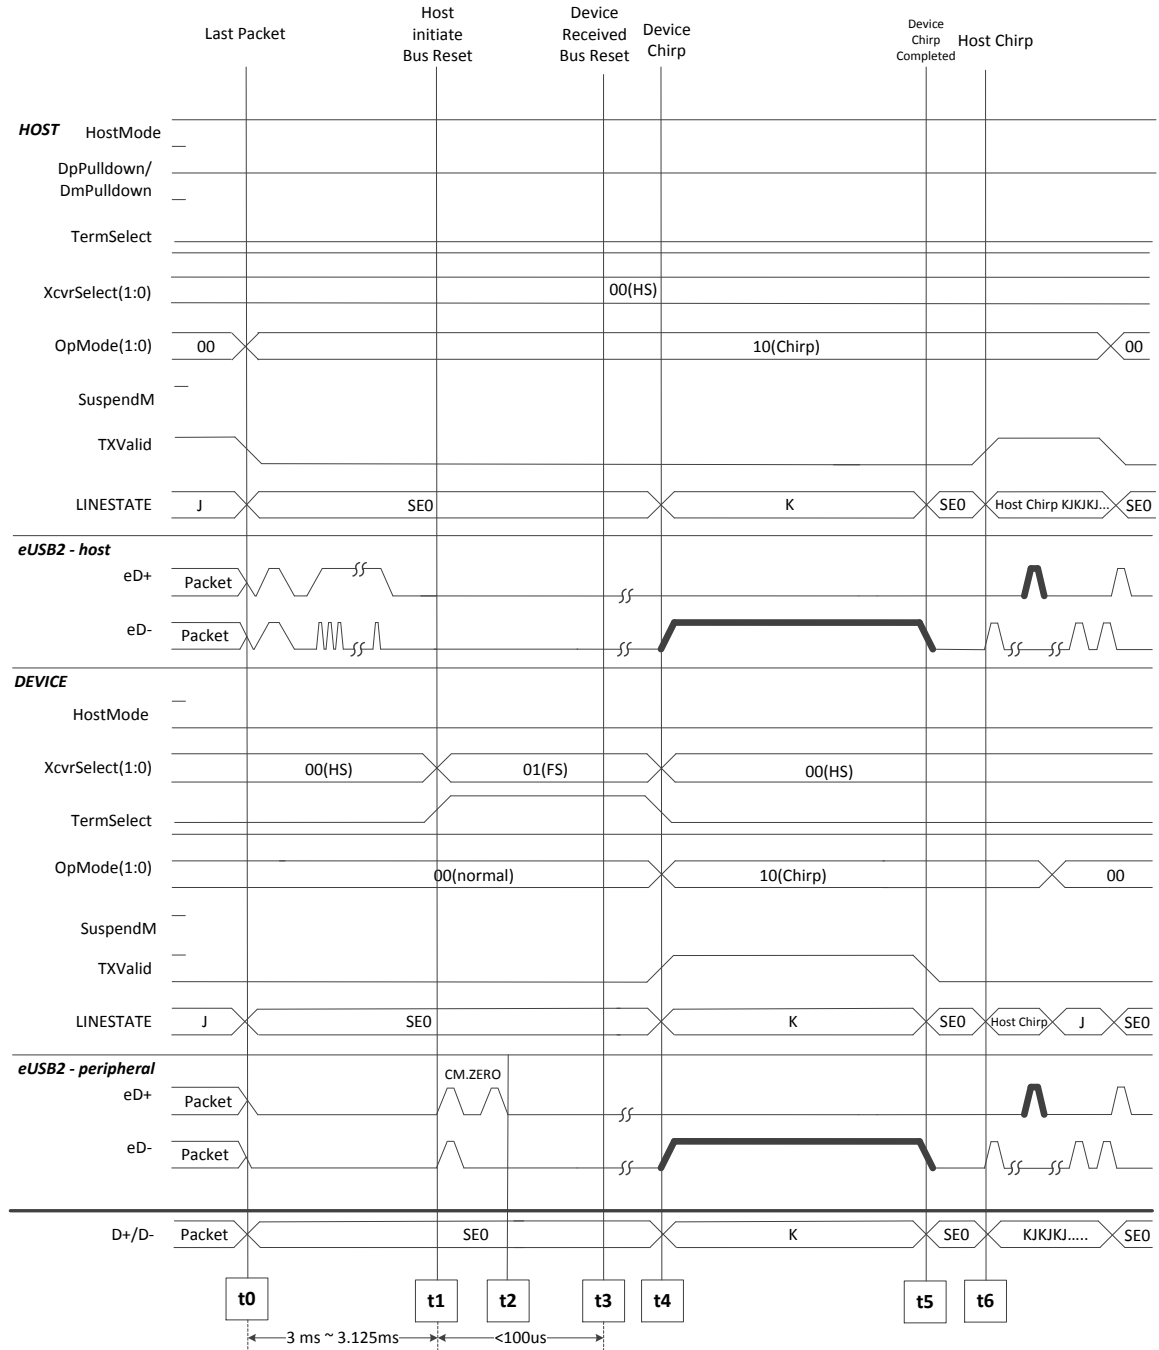 Last Packet
Host
initiate
Bus Reset
Device
Received
Bus Reset
Device
Chirp
Device
Chirp
Completed
Host Chirp
HOST HostMode
DpPulldown/
DmPulldown
TermSelect
XcvrSelect(1:0) 00(HS)
OpMode(1:0) 00 10(Chirp) 00
SuspendM
TXValid
LINESTATE J SE0 K SE0 Host Chirp KJKJKJ... SE0
eUSB2 - host
eD+ Packet
eD- Packet
DEVICE
HostMode
XcvrSelect(1:0) 00(HS) 01(FS) 00(HS)
TermSelect
OpMode(1:0) 00(normal) 10(Chirp) 00
SuspendM
TXValid
LINESTATE J SE0 K SE0 Host Chirp J SE0
eUSB2 - peripheral
CM.ZERO
eD+ Packet
eD- Packet
D+/D- Packet SE0 K SE0 KJKJKJ..... SE0
t0 t1 t2 t3 t4 t5 t6
3 ms ~ 3.125ms <100us